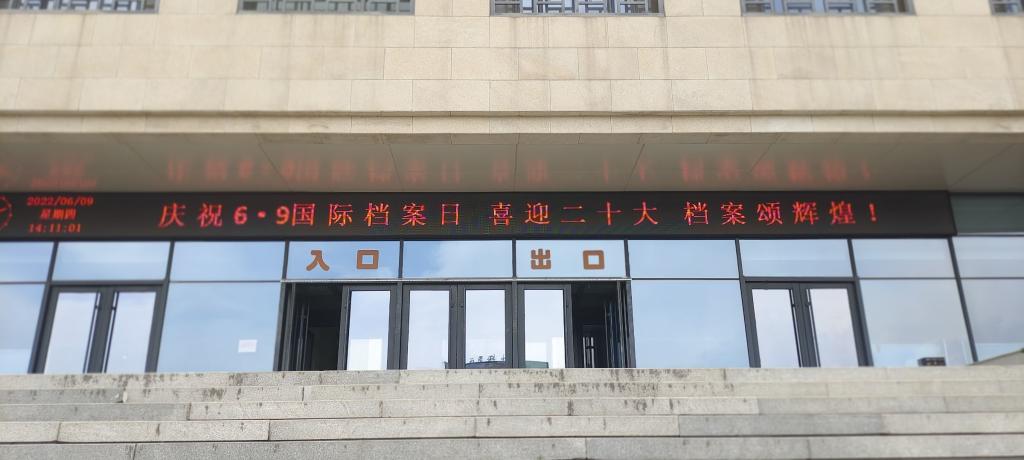 2022/06/09
星期四
14:11:01
庆祝6·9国际档案日 喜迎二十大 档案颂辉煌！
入口
出口